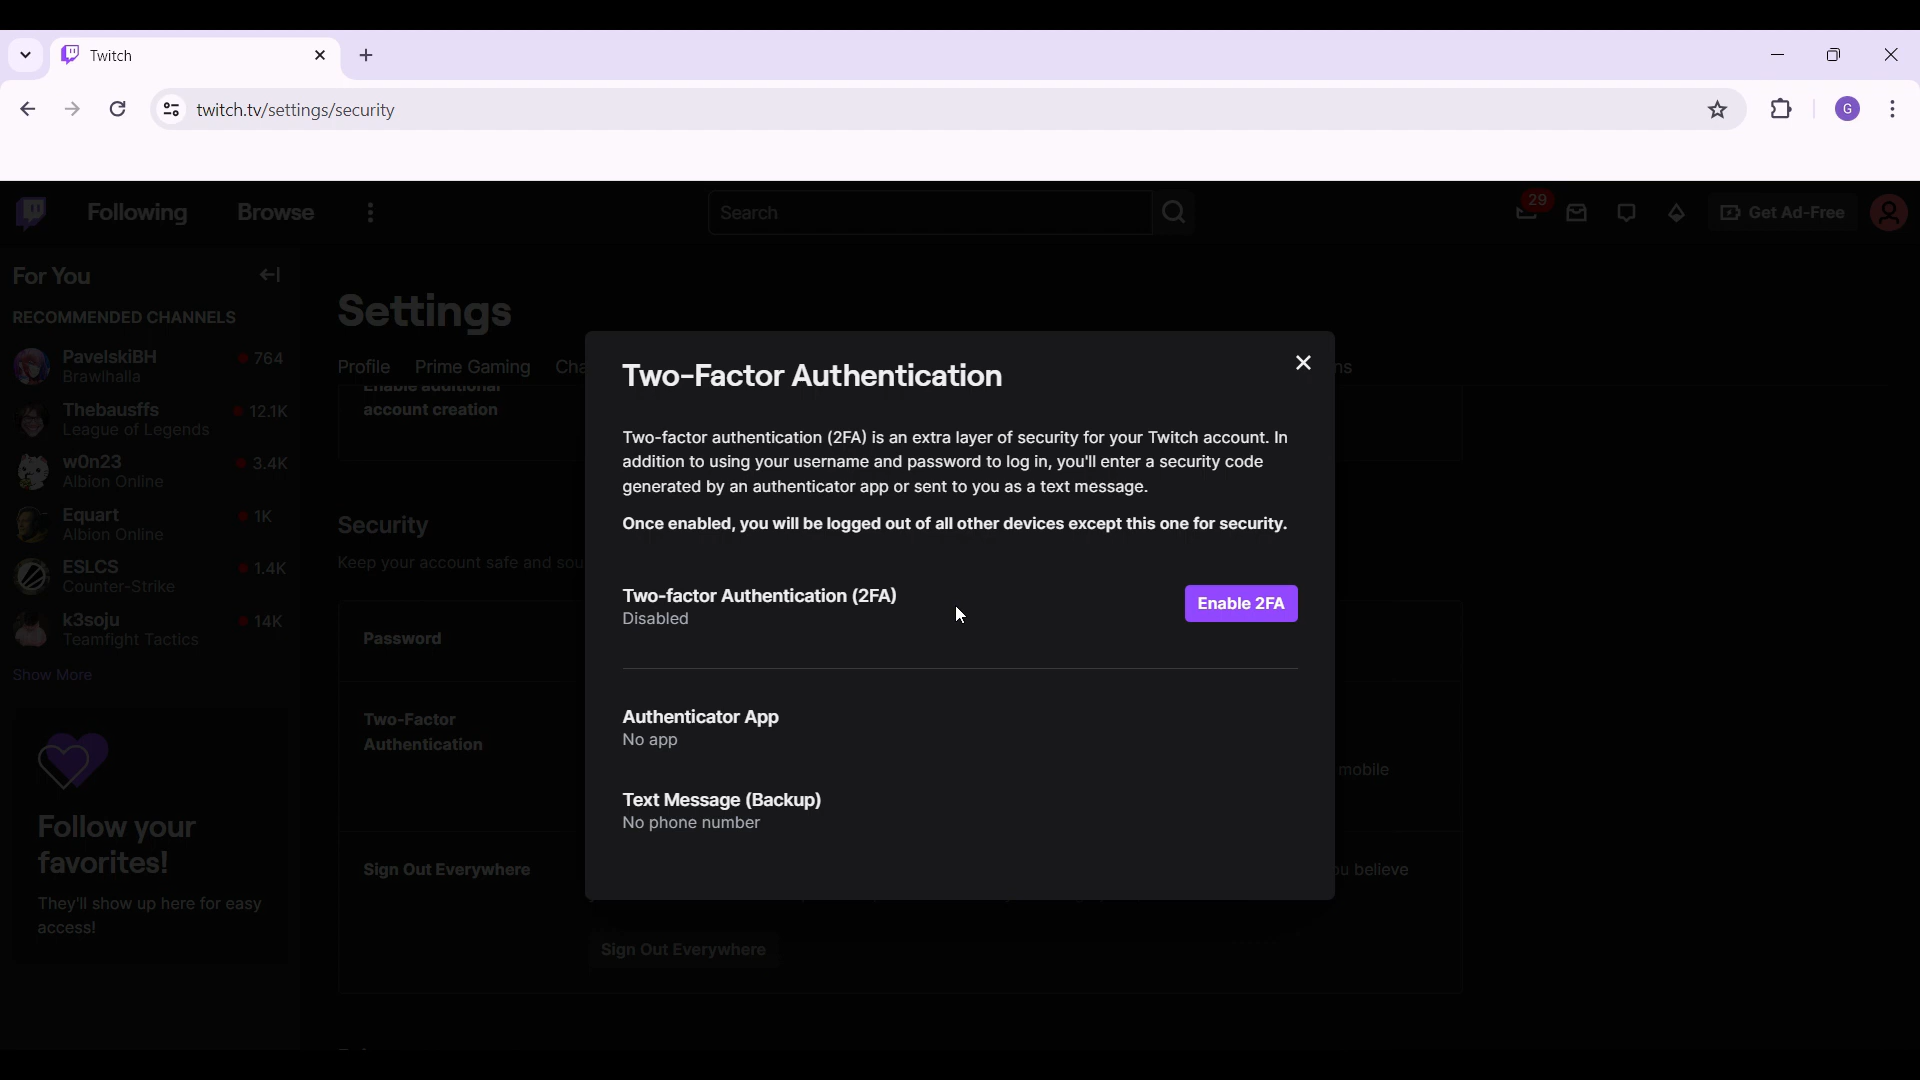 Twitch
twitch.tv/settings/security
G
Following
Browse
Search
29
Get Ad-Free
For You
RECOMMENDED CHANNELS
PavelskiBH
764
Brawlhalla
Thebausffs
12.1K
League of Legends
w0n23
3.4K
Albion Online
Equart
1K
Albion Online
ESLCS
1.4K
Counter-Strike
k3soju
14K
Teamfight Tactics
Show More
Follow your
favorites!
They'll show up here for easy
access!
Settings
Profile
Prime Gaming
Enable additional
account creation
Security
Keep your account safe and
Password
Two-Factor
Authentication
mobile
Sign Out Everywhere
believe
Sign Out Everywhere
Two-Factor Authentication
Two-factor authentication (2FA) is an extra layer of security for your Twitch account. In
addition to using your username and password to log in, you'll enter a security code
generated by an authenticator app or sent to you as a text message.
Once enabled, you will be logged out of all other devices except this one for security.
Two-factor Authentication (2FA)
Disabled
Enable 2FA
Authenticator App
No app
Text Message (Backup)
No phone number